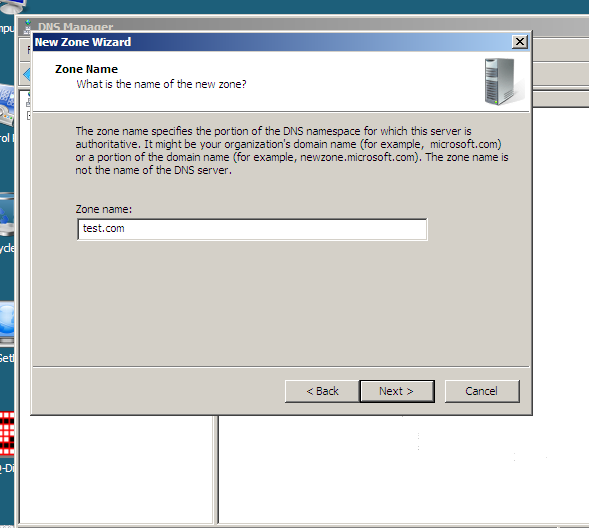 DNS Manager
New Zone Wizard
Zone Name
What is the name of the new zone?
The zone name specifies the portion of the DNS namespace for which this server is
authoritative. It might be your organization's domain name (for example, microsoft.com)
or a portion of the domain name (for example, newzone.microsoft.com). The zone name is
not the name of the DNS server.
Zone name:
test.com
< Back
Next >
Cancel